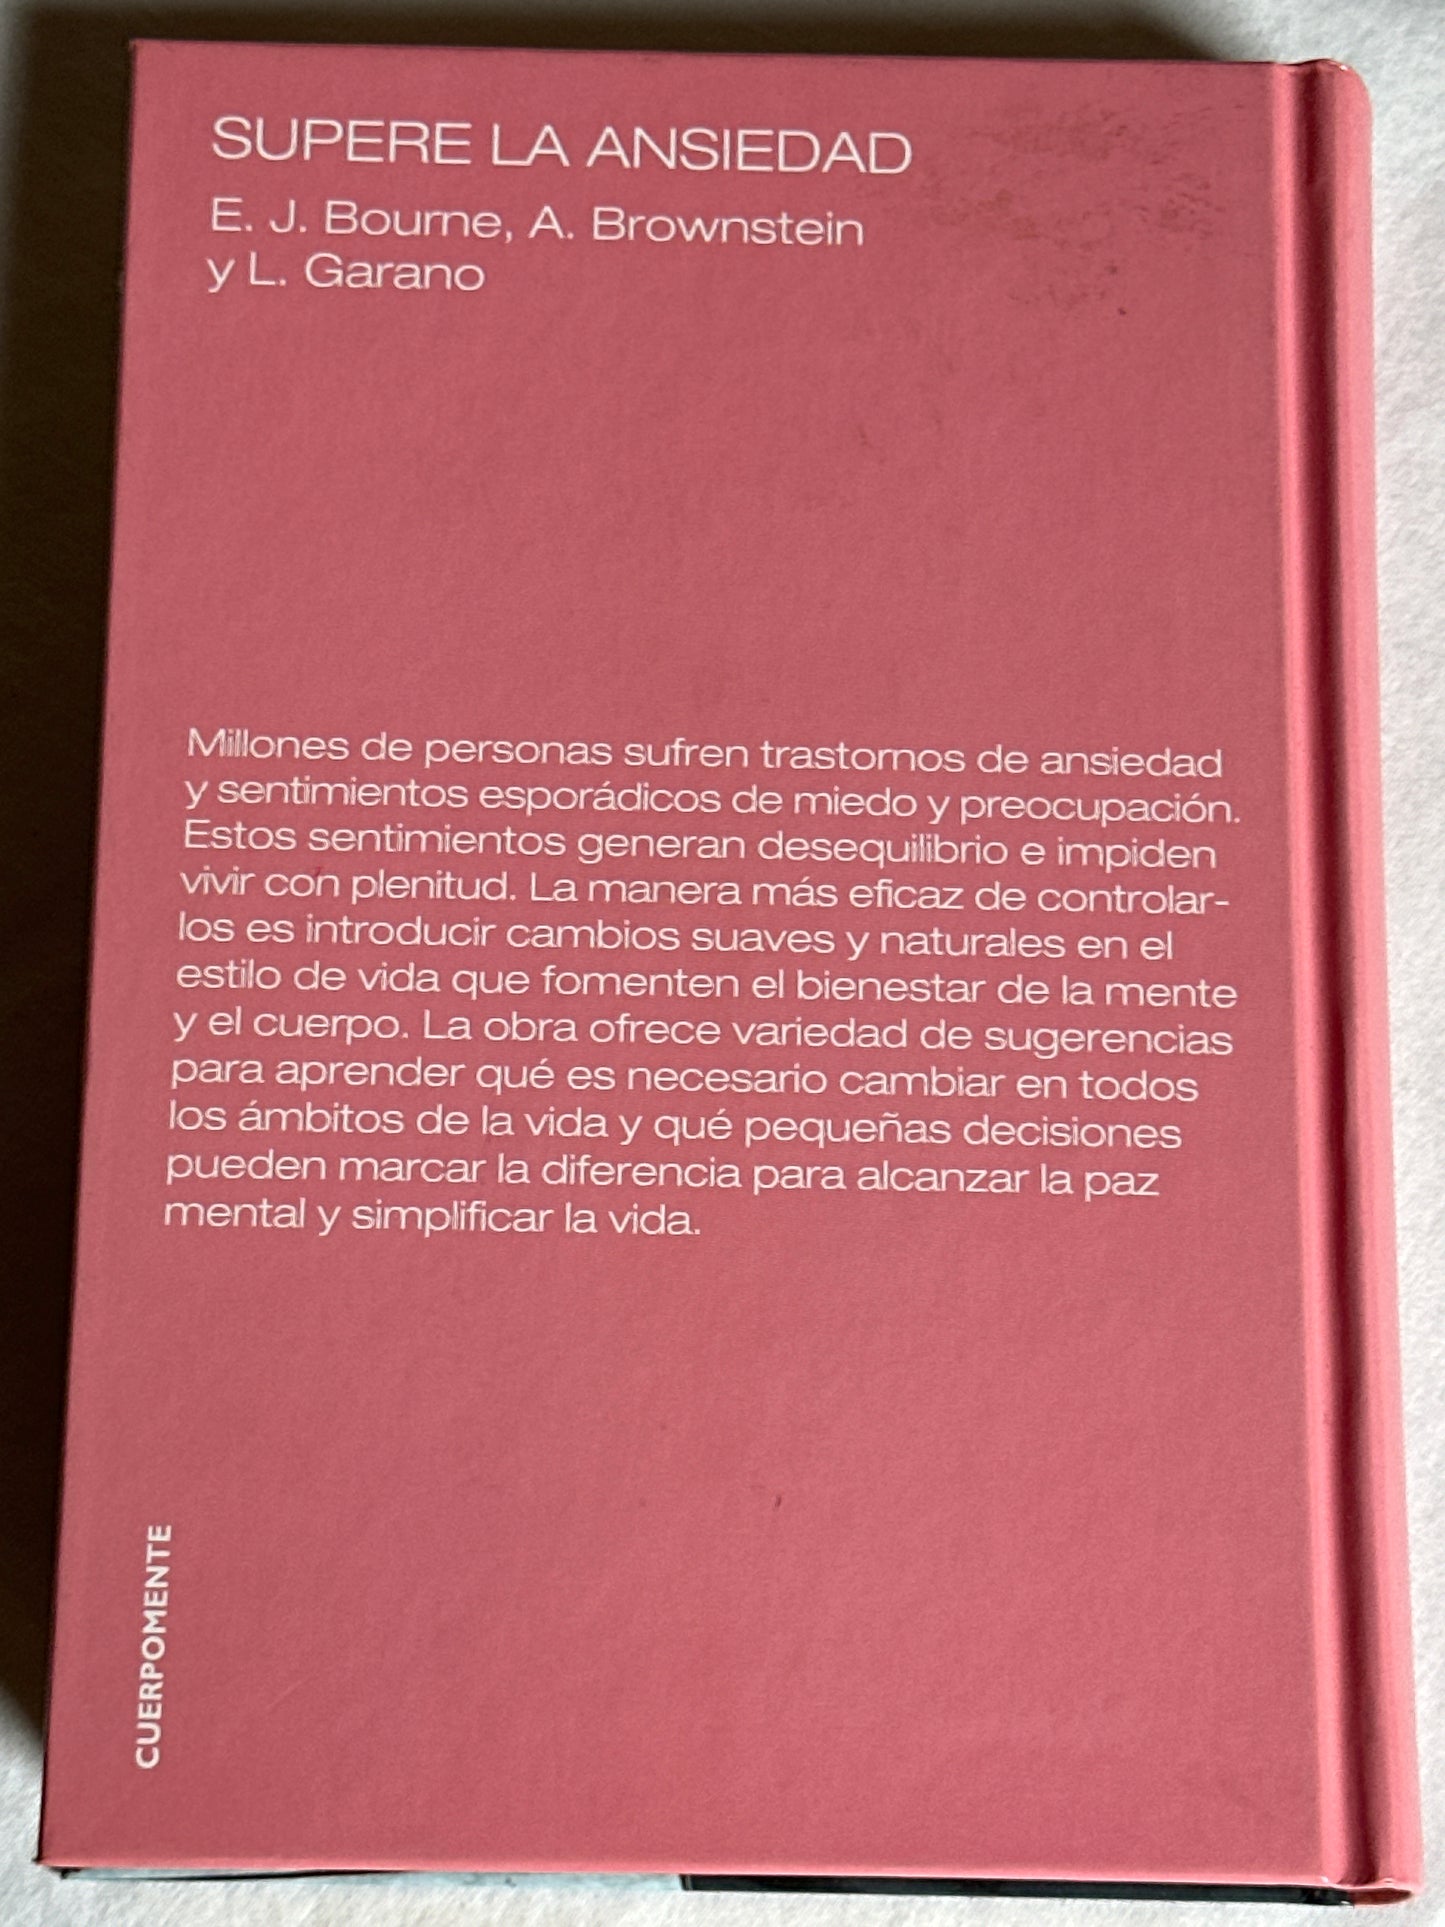 SUPERE LA ANSIEDAD
E. J. Bourne, A. Brownstein
y L. Garano
Millones de personas sufren trastornos de ansiedad
y sentimientos esporádicos de miedo y preocupación.
Estos sentimientos generan desequilibrio e impiden
vivir con plenitud. La manera más eficaz de controlar-
los es introducir cambios suaves y naturales en el
estilo de vida que fomenten el bienestar de la mente
y el cuerpo. La obra ofrece variedad de sugerencias
para aprender qué es necesario cambiar en todos
los ámbitos de la vida y qué pequeñas decisiones
pueden marcar la diferencia para alcanzar la paz
mental y simplificar la vida.
CUERPOMENTE